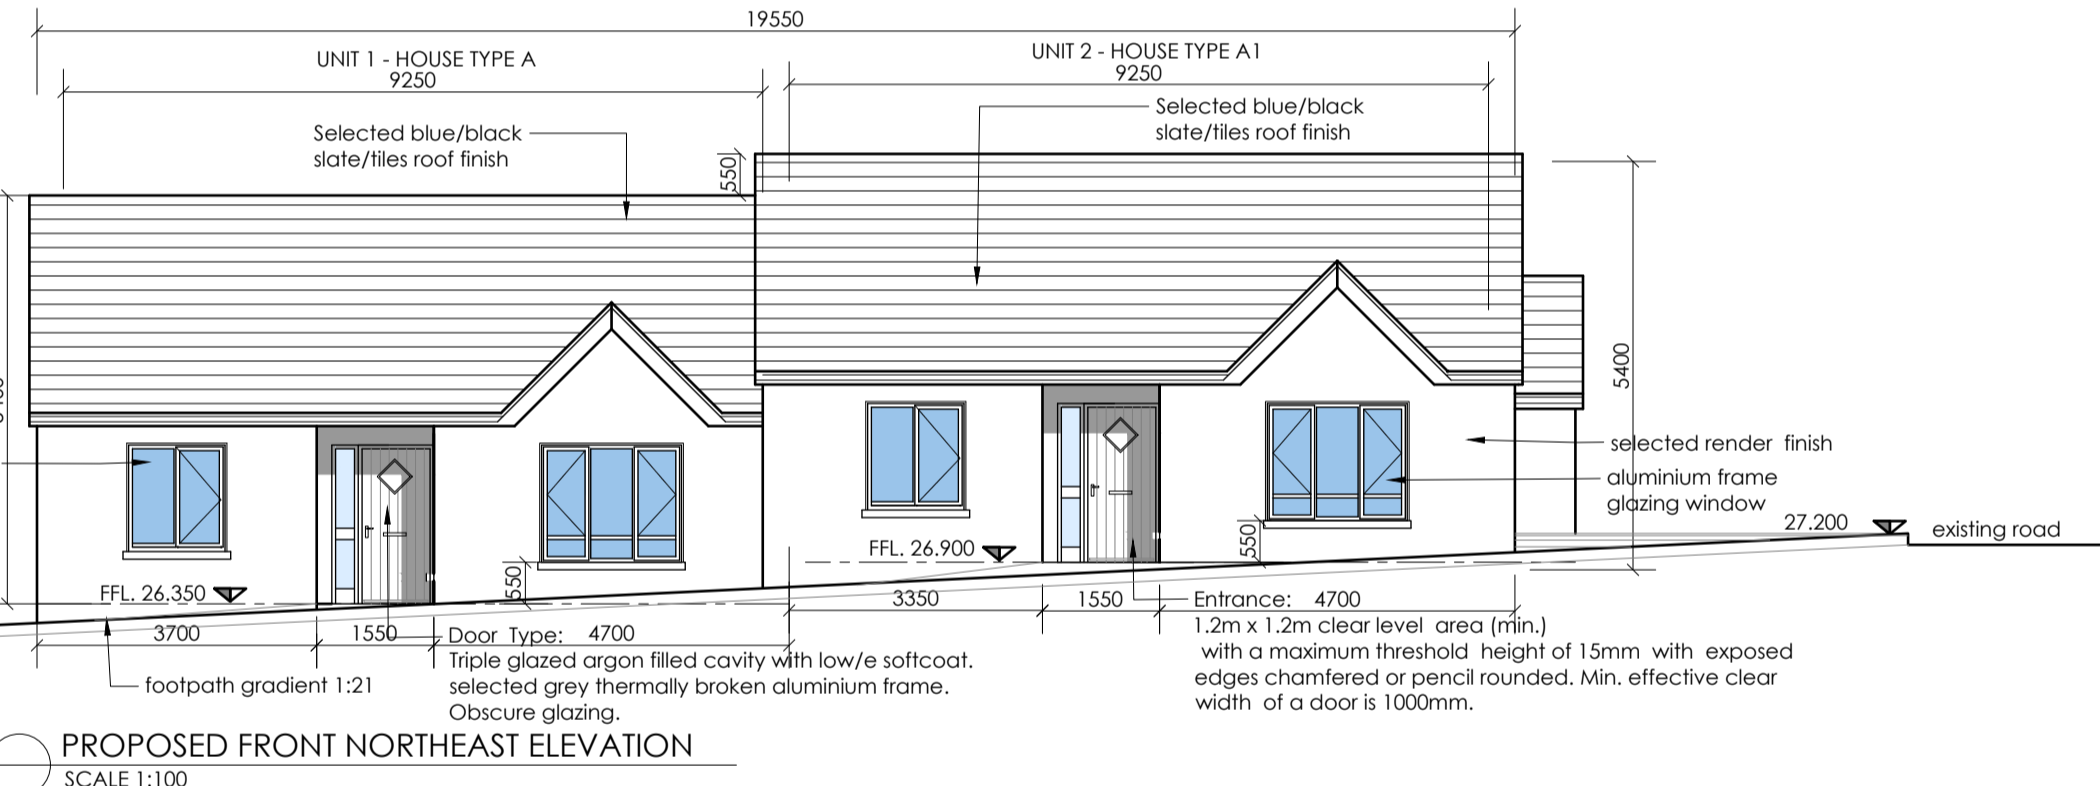 19550
UNIT 1 - HOUSE TYPE A
9250
UNIT 2 - HOUSE TYPE A1
9250
Selected blue/black
slate/tiles roof finish
Selected blue/black
slate/tiles roof finish
550
5400
selected render finish
aluminium frame
glazing window
27.200
existing road
FFL. 26.900
550
FFL. 26.350
550
3700
1550
3350
1550
Door Type: 4700
Triple glazed argon filled cavity with low/e softcoat.
selected grey thermally broken aluminium frame.
Obscure glazing.
Entrance: 4700
1.2m x 1.2m clear level area (min.)
with a maximum threshold height of 15mm with exposed
edges chamfered or pencil rounded. Min. effective clear
width of a door is 1000mm.
footpath gradient 1:21
PROPOSED FRONT NORTHEAST ELEVATION
SCALE 1:100